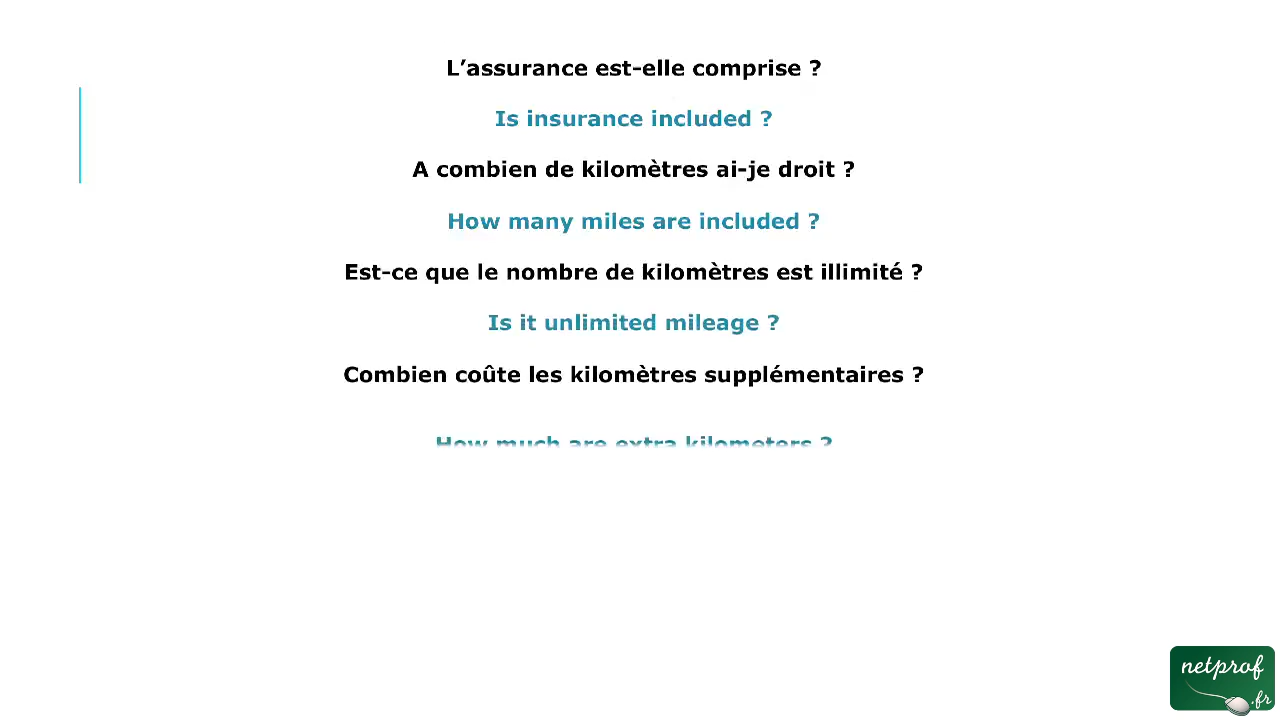 L’assurance est-elle comprise ?
Is insurance included ?
A combien de kilomètres ai-je droit ?
How many miles are included ?
Est-ce que le nombre de kilomètres est illimité ?
Is it unlimited mileage ?
Combien coûte les kilomètres supplémentaires ?
How much are extra kilometers ?
netprof
.fr